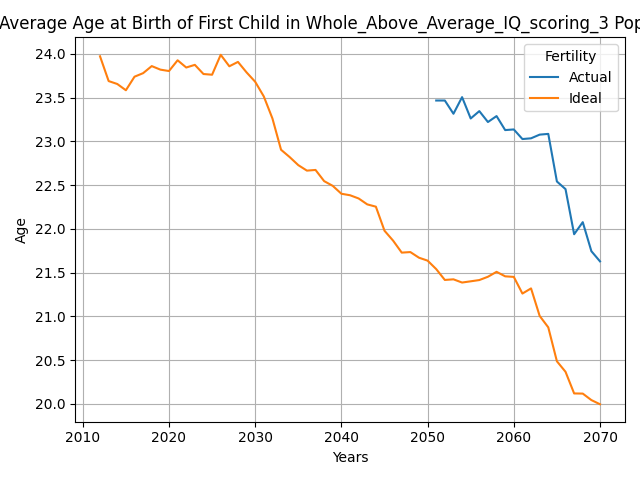 Average Age at Birth of First Child in Whole_Above_Average_IQ_scoring_3 Pop
Fertility
Actual
Ideal
24.0
23.5
23.0
22.5
22.0
21.5
21.0
20.5
20.0
Age
2010 2020 2030 2040 2050 2060 2070
Years